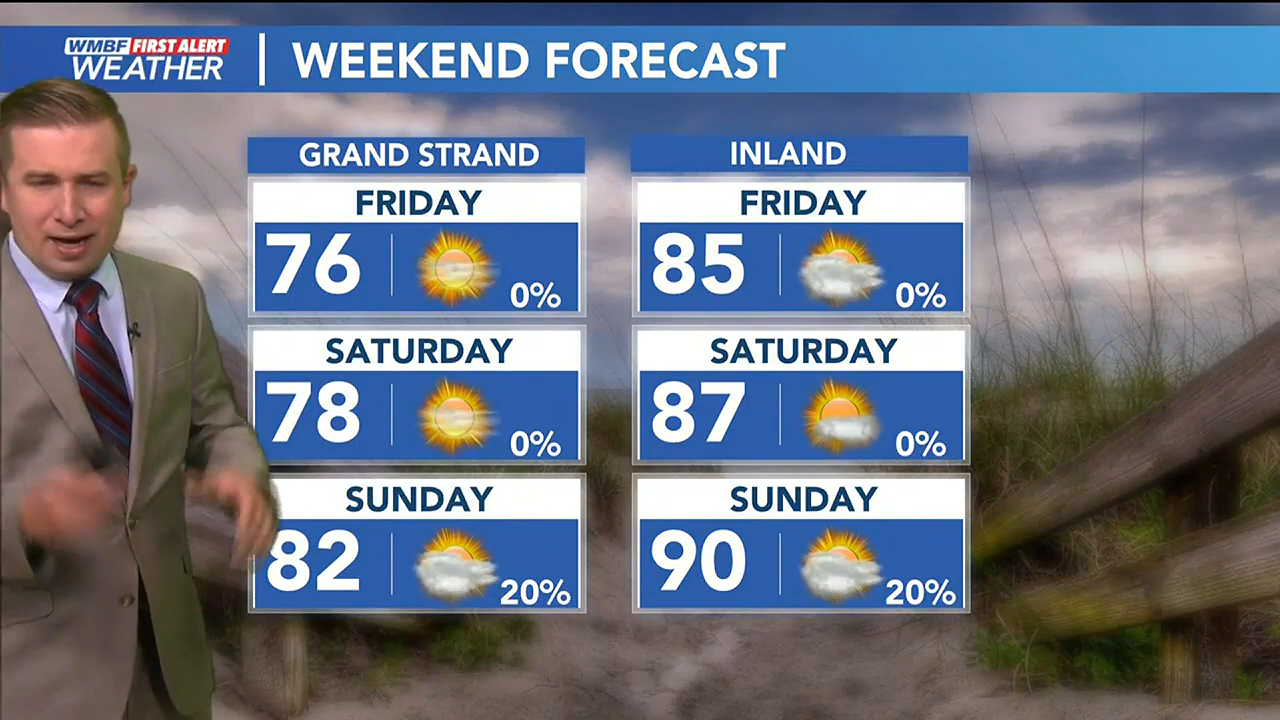 WMBF FIRST ALERT
WEATHER
WEEKEND FORECAST
GRAND STRAND
FRIDAY
76
0%
SATURDAY
78
0%
SUNDAY
82
20%
INLAND
FRIDAY
85
0%
SATURDAY
87
0%
SUNDAY
90
20%